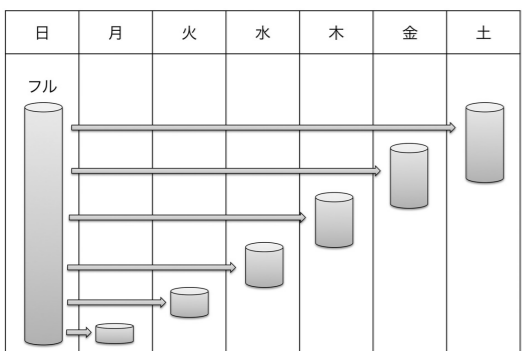 日 月 火 水 木 金 土
フル